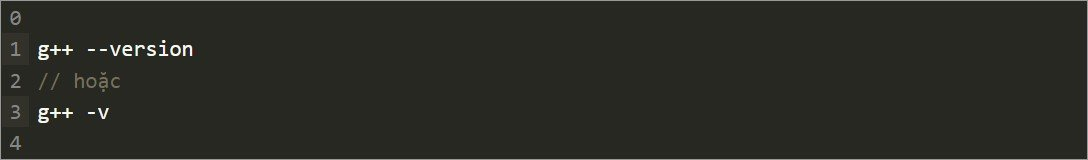 0
1 g++ --version
2 // hoặc
3 g++ -v
4